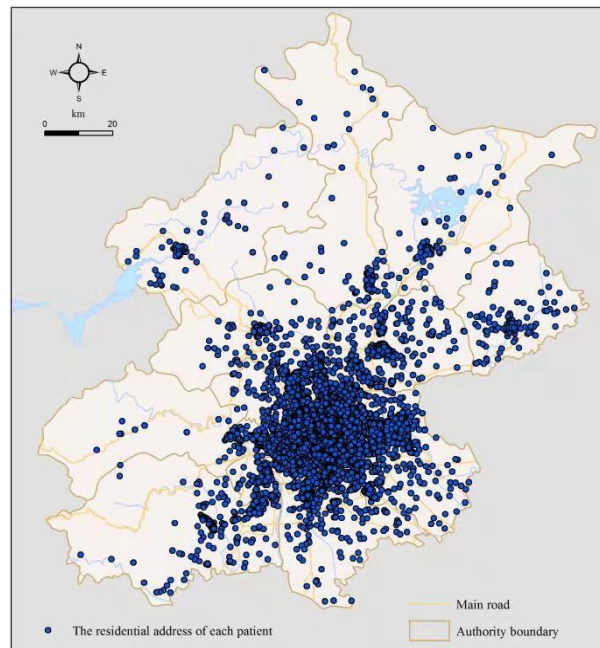 N
W E
S
km
0 20
Main road
The residential address of each patient
Authority boundary